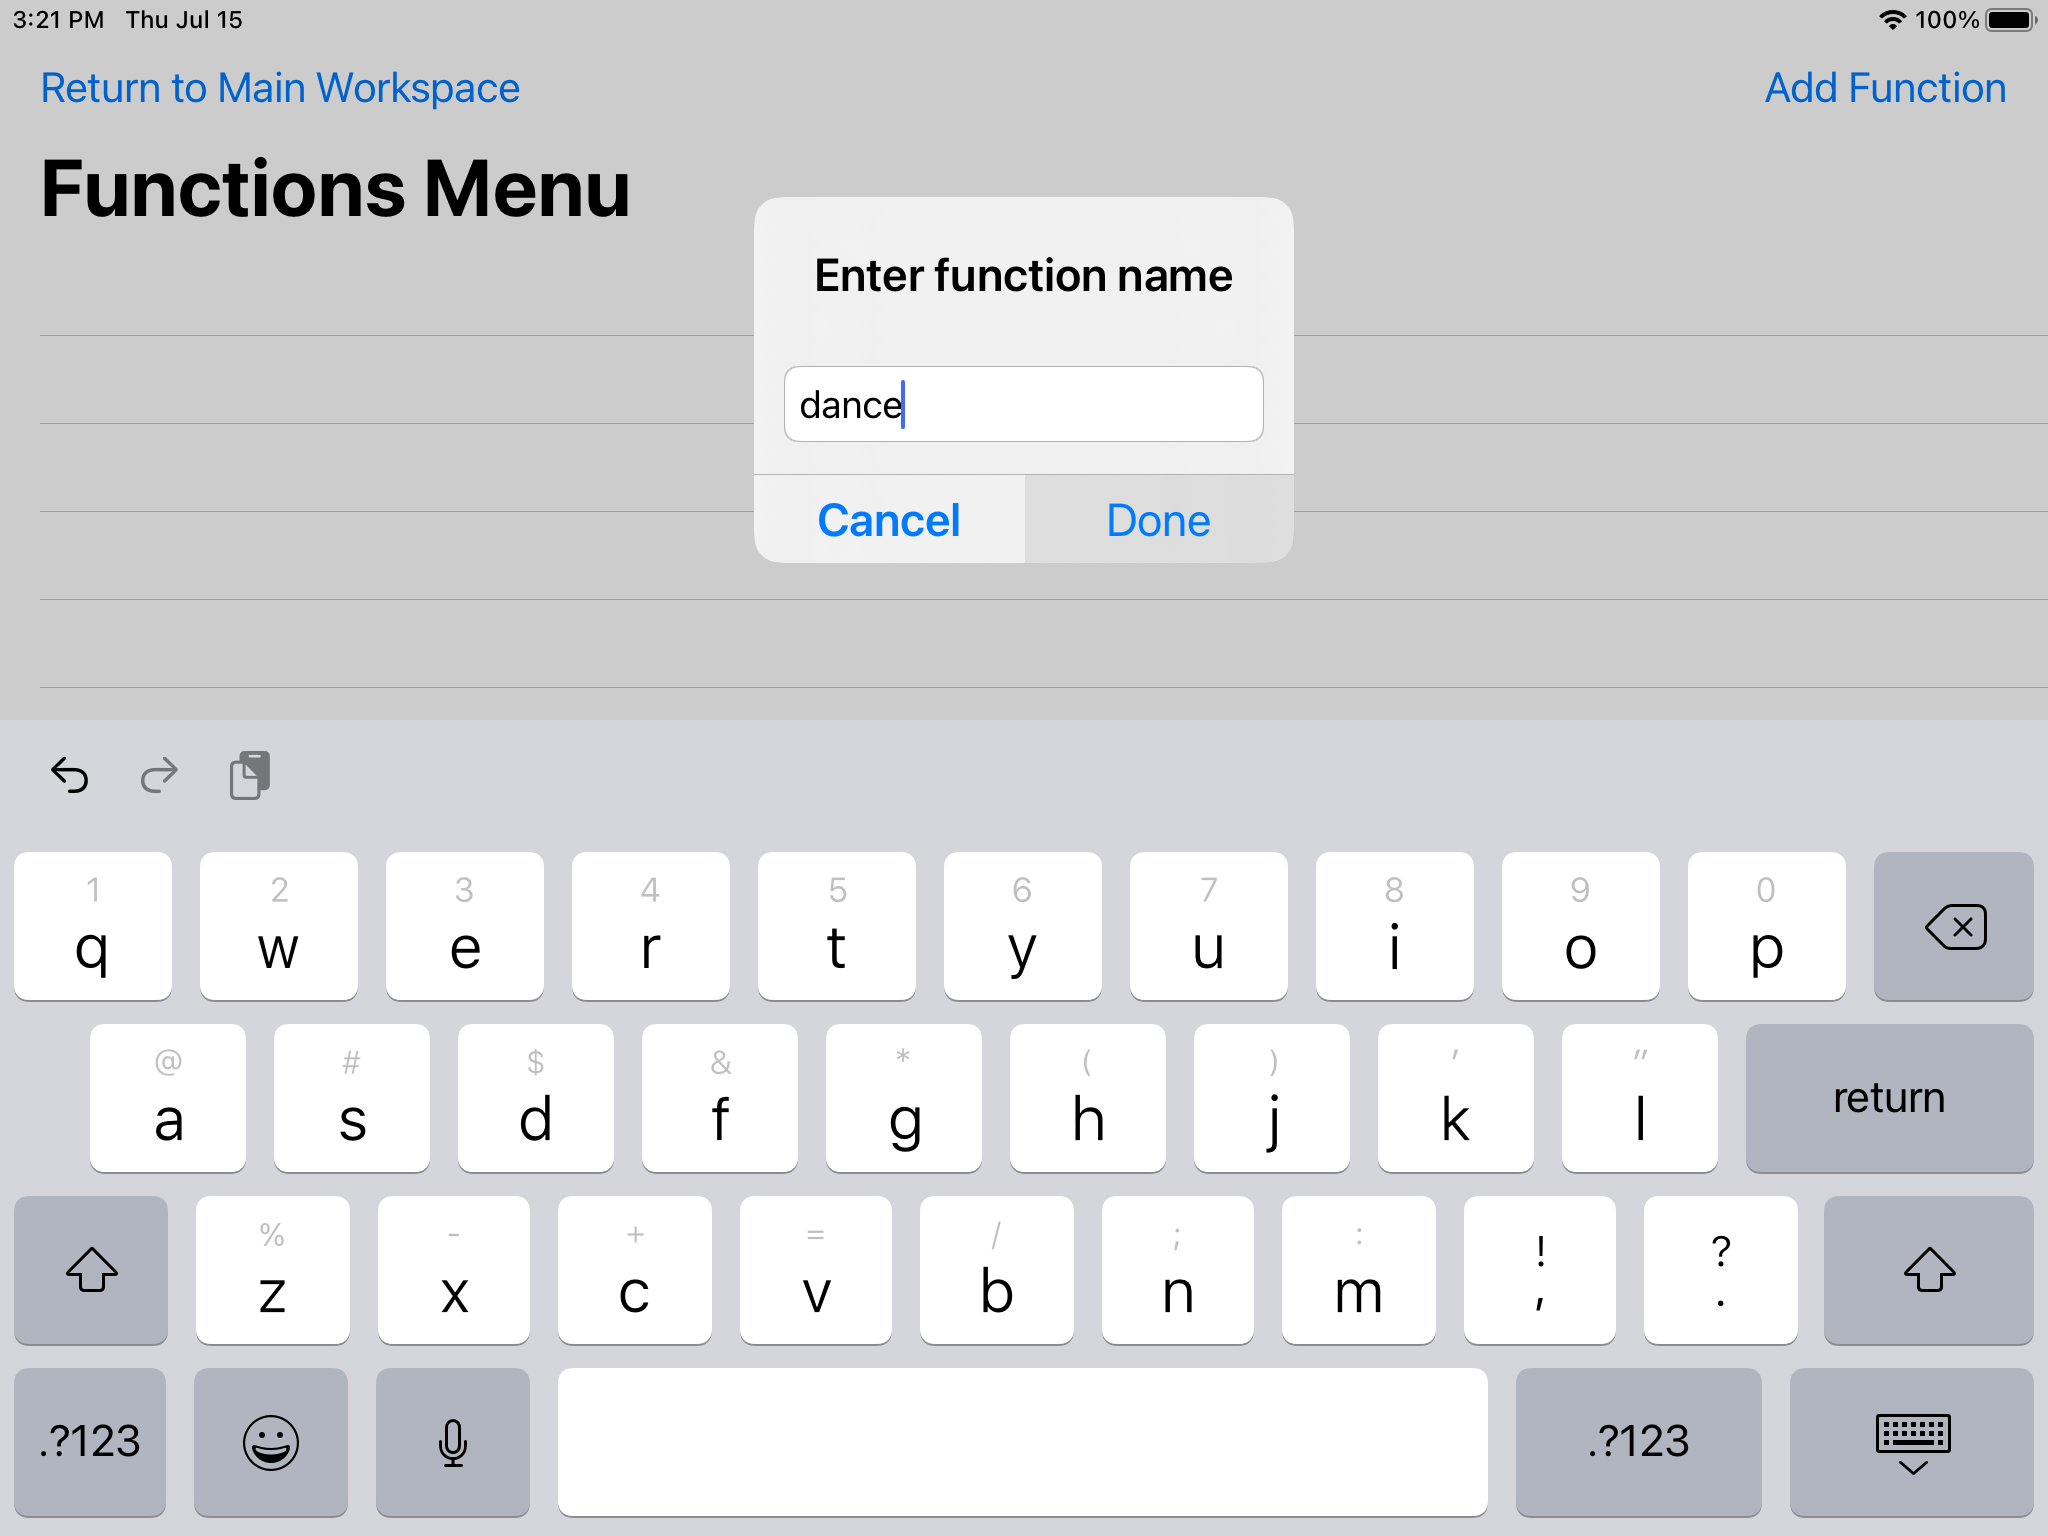 3:21 PM Thu Jul 15 100%
Return to Main Workspace Add Function
Functions Menu
Enter function name
dance
Cancel Done
1 2 3 4 5 6 7 8 9 0
q w e r t y u i o p
@ # $ & * ( ) ' "
a s d f g h j k l return
% - + = / ; : ! ?
z x c v b n m , .
.?123 .?123